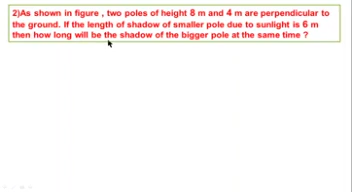 2)As shown in figure , two poles of height 8 m and 4 m are perpendicular to
the ground. If the length of shadow of smaller pole due to sunlight is 6 m
then how long will be the shadow of the bigger pole at the same time ?